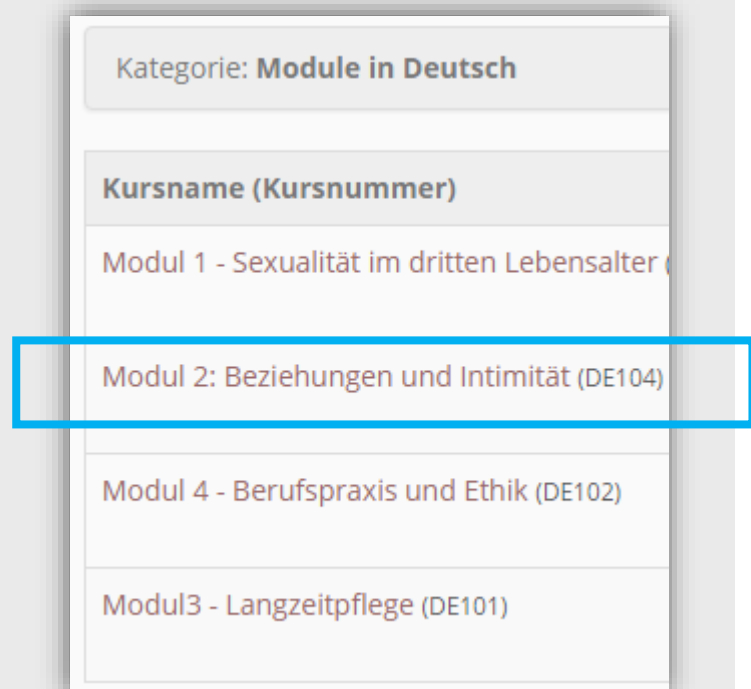 Kategorie: Module in Deutsch
Kursname (Kursnummer)
Modul 1 - Sexualität im dritten Lebensalter (
Modul 2: Beziehungen und Intimität (DE104)
Modul 4 - Berufspraxis und Ethik (DE102)
Modul3 - Langzeitpflege (DE101)